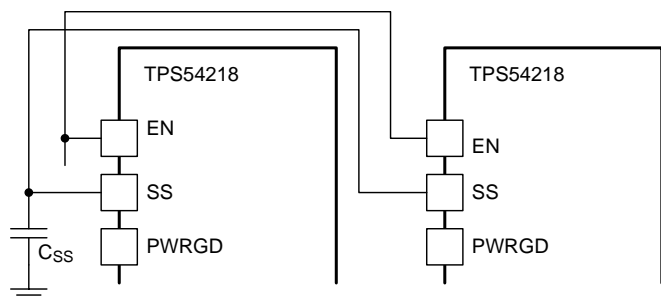 TPS54218
EN
SS
PWRGD
CSS
TPS54218
EN
SS
PWRGD